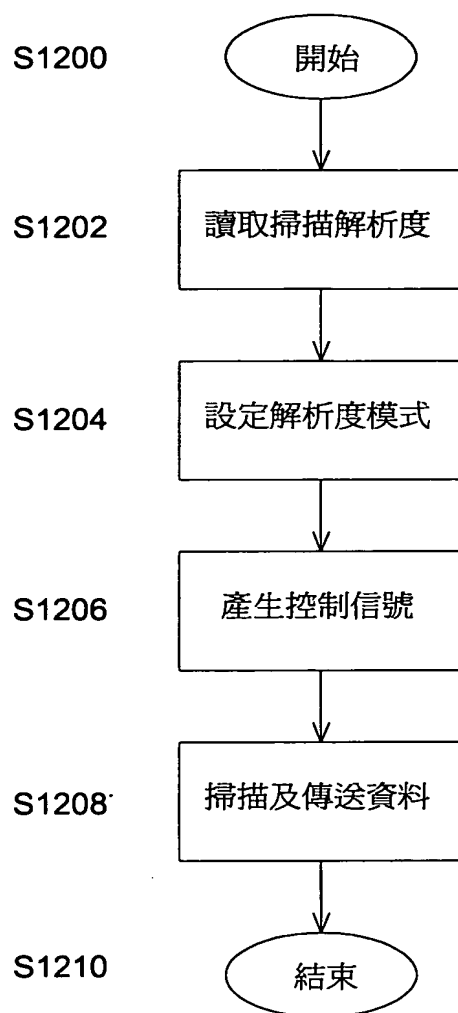 S1200 開始
S1202 讀取掃描解析度
S1204 設定解析度模式
S1206 產生控制信號
S1208 掃描及傳送資料
S1210 結束